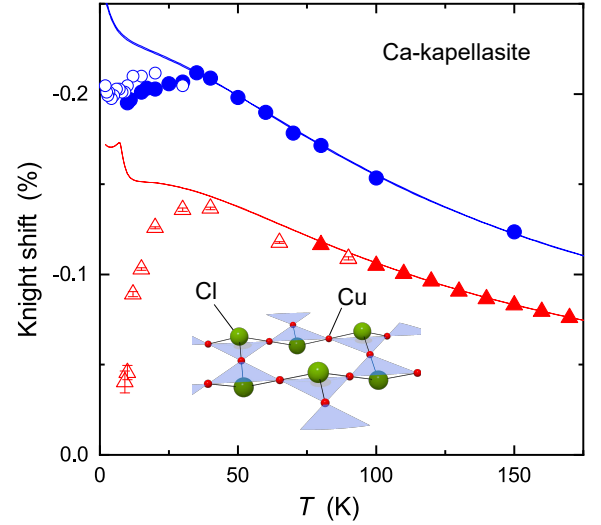 Ca-kapellasite
Knight shift (%)
-0.2
-0.1
0.0
Cl
Cu
0
50
100
150
T (K)